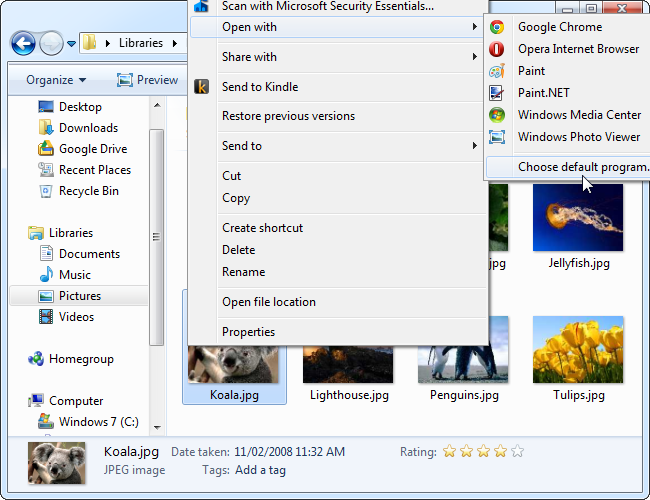 Scan with Microsoft Security Essentials...
Open with
Share with
Send to Kindle
Restore previous versions
Send to
Cut
Copy
Create shortcut
Delete
Rename
Open file location
Properties
Google Chrome
Opera Internet Browser
Paint
Paint.NET
Windows Media Center
Windows Photo Viewer
Choose default program.
Libraries
Organize
Preview
Desktop
Downloads
Google Drive
Recent Places
Recycle Bin
Libraries
Documents
Music
Pictures
Videos
Homegroup
Computer
Windows 7 (C:)
.jpg
Jellyfish.jpg
Koala.jpg
Lighthouse.jpg
Penguins.jpg
Tulips.jpg
Koala.jpg Date taken: 11/02/2008 11:32 AM Rating:
JPEG image Tags: Add a tag